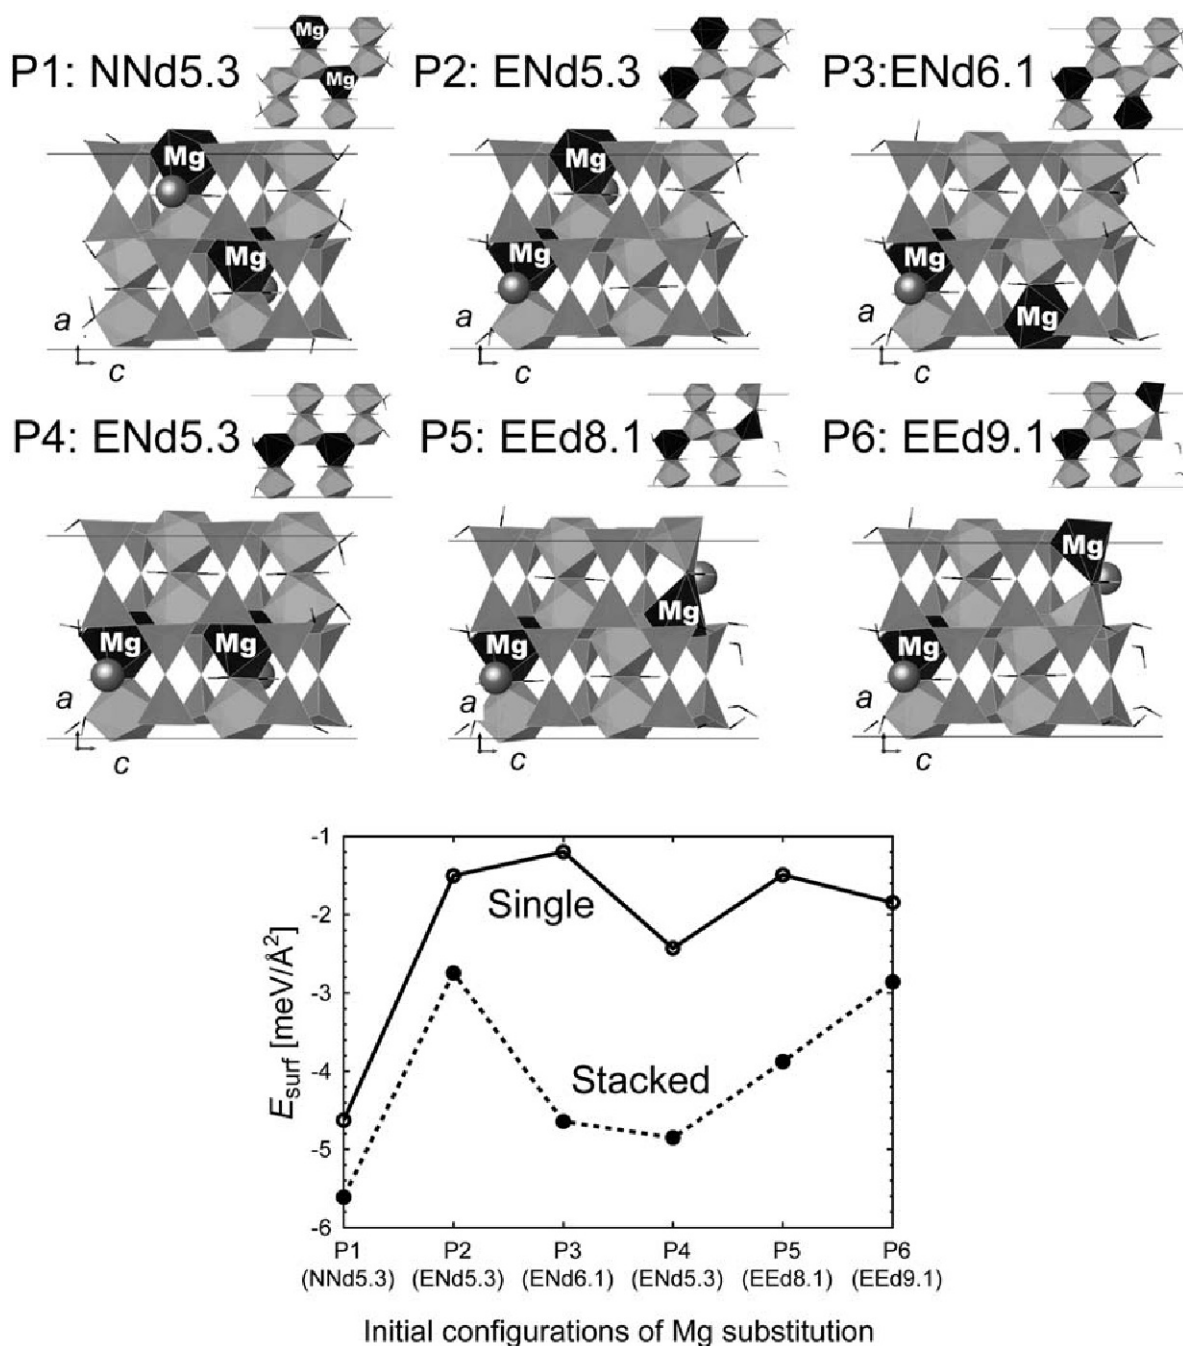 P1: NNd5.3
Mg
Mg
P2: ENd5.3
P3:ENd6.1
Mg
Mg
a
c
Mg
Mg
a
c
Mg
Mg
a
c
P4: ENd5.3
P5: EEd8.1
P6: EEd9.1
Mg
Mg
a
c
Mg
Mg
a
c
Mg
Mg
a
c
-1
-2
-3
-4
-5
-6
Esurf [meV/Å²]
Single
Stacked
P1 P2 P3 P4 P5 P6
(NNd5.3) (ENd5.3) (ENd6.1) (ENd5.3) (EEd8.1) (EEd9.1)
Initial configurations of Mg substitution